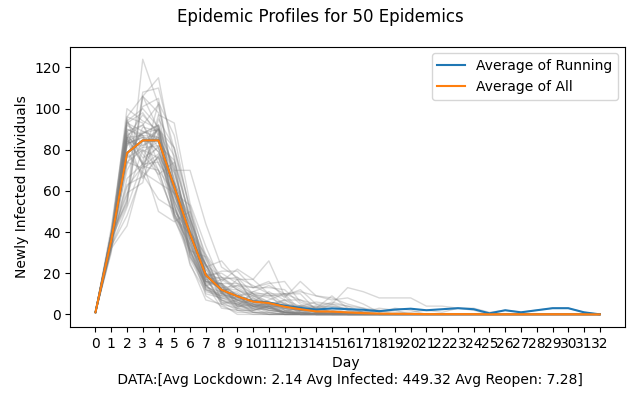 Epidemic Profiles for 50 Epidemics
Average of Running
Average of All
Newly Infected Individuals
120
100
80
60
40
20
0
0 1 2 3 4 5 6 7 8 9 10 11 12 13 14 15 16 17 18 19 20 21 22 23 24 25 26 27 28 29 30 31 32
Day
DATA:[Avg Lockdown: 2.14 Avg Infected: 449.32 Avg Reopen: 7.28]